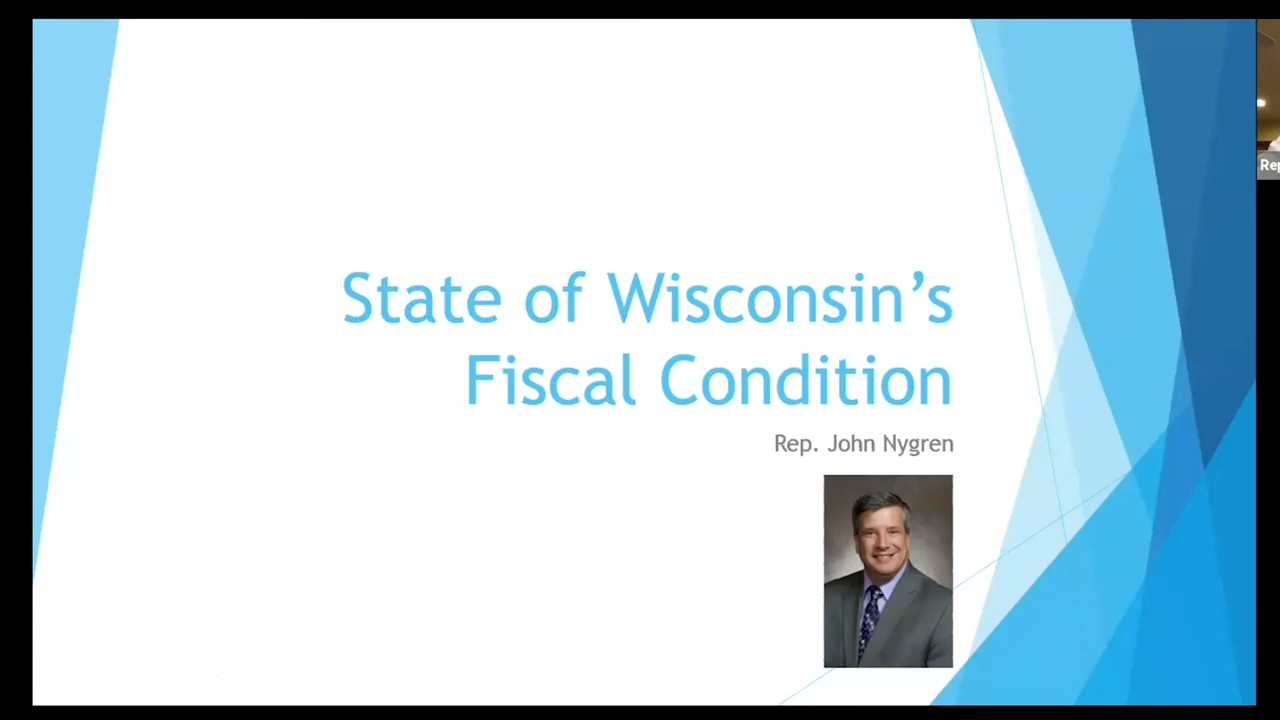 State of Wisconsin’s
Fiscal Condition
Rep. John Nygren